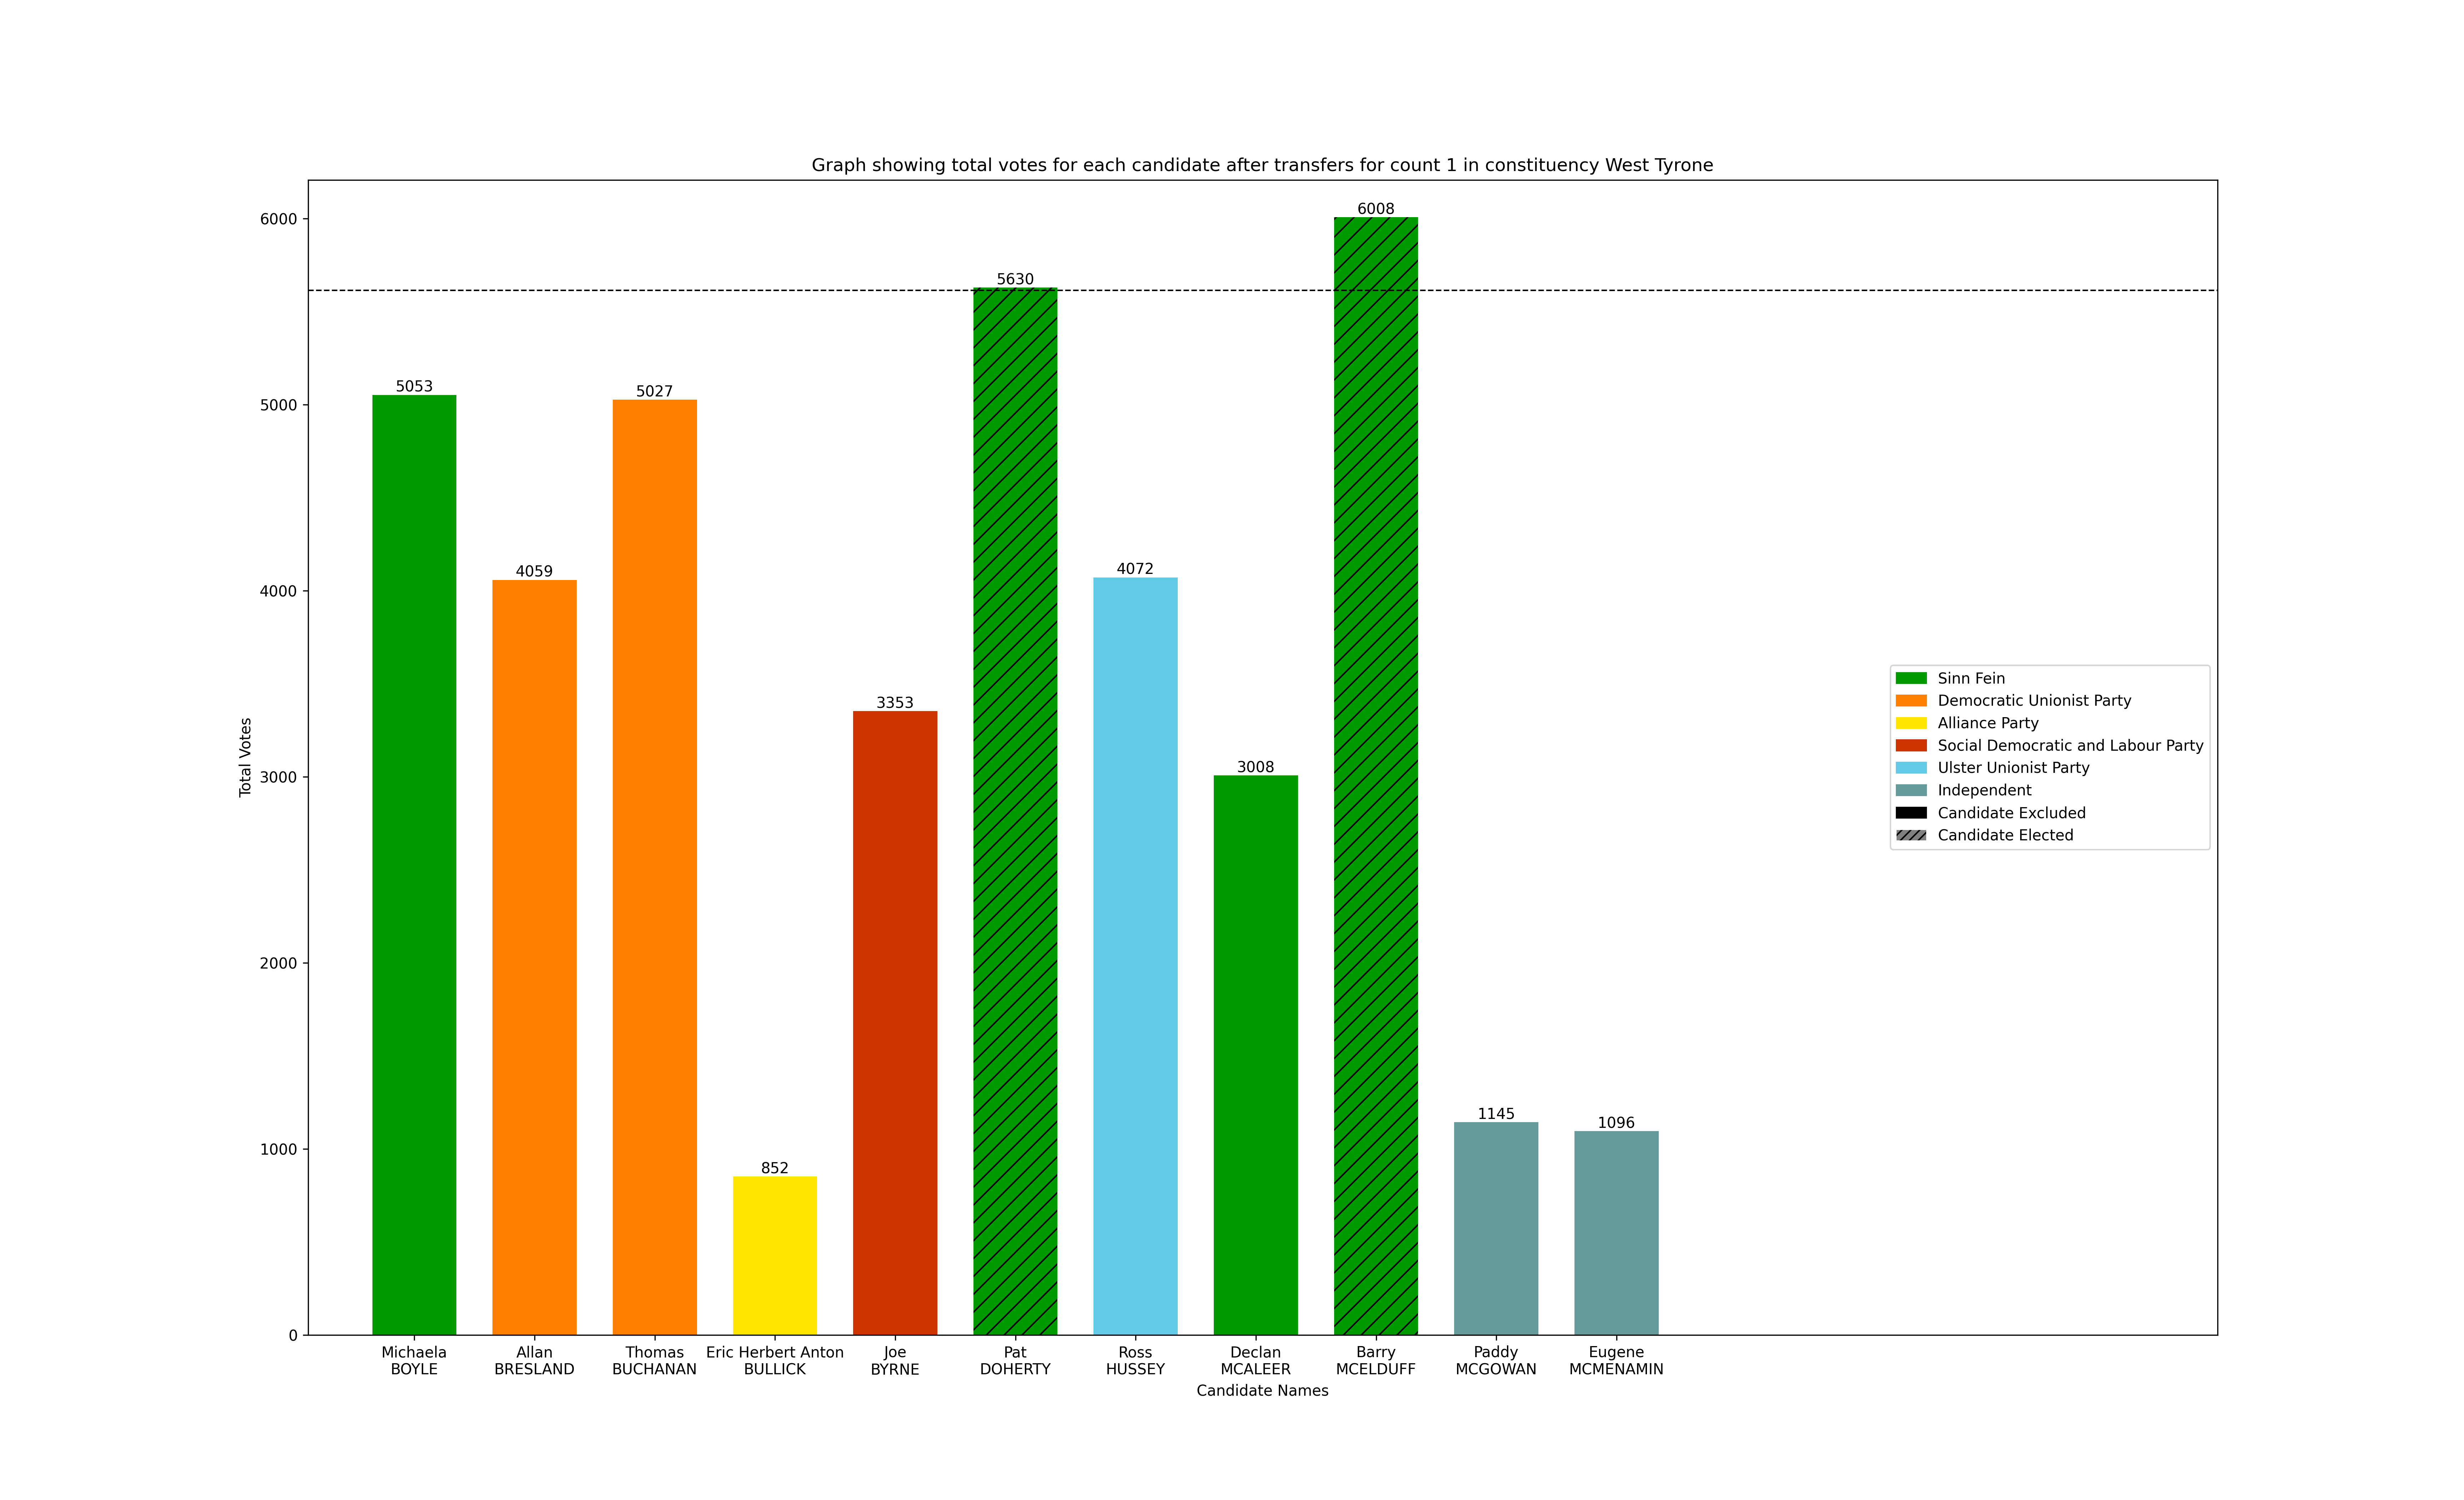 Graph showing total votes for each candidate after transfers for count 1 in constituency West Tyrone
Total Votes
6000
5000
4000
3000
2000
1000
0
5053
4059
5027
852
3353
5630
4072
3008
6008
1145
1096
Sinn Fein
Democratic Unionist Party
Alliance Party
Social Democratic and Labour Party
Ulster Unionist Party
Independent
Candidate Excluded
Candidate Elected
Michaela
BOYLE
Allan
BRESLAND
Thomas
BUCHANAN
Eric Herbert Anton
BULLICK
Joe
BYRNE
Pat
DOHERTY
Ross
HUSSEY
Declan
MCALEER
Barry
MCELDUFF
Paddy
MCGOWAN
Eugene
MCMENAMIN
Candidate Names